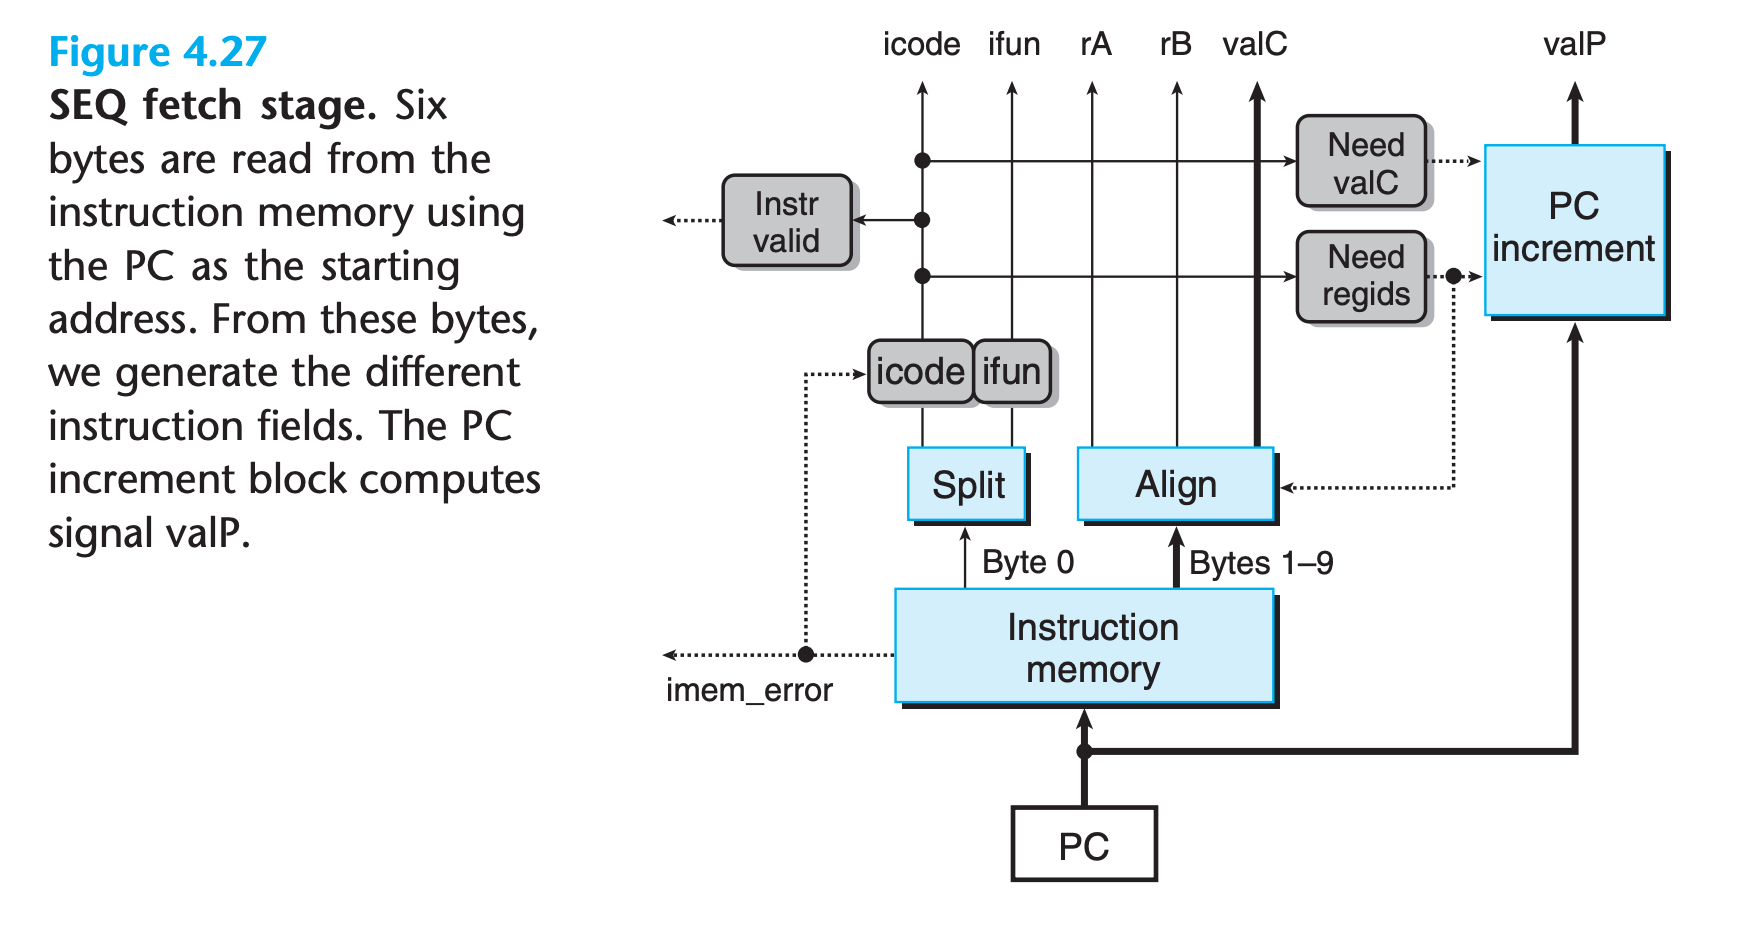 Figure 4.27
SEQ fetch stage. Six
bytes are read from the
instruction memory using
the PC as the starting
address. From these bytes,
we generate the different
instruction fields. The PC
increment block computes
signal valP.
icode ifun rA rB valC valP
Need
valC
Instr
valid
PC
increment
Need
regids
icode ifun
Split
Align
Byte 0
Bytes 1–9
Instruction
memory
imem_error
PC